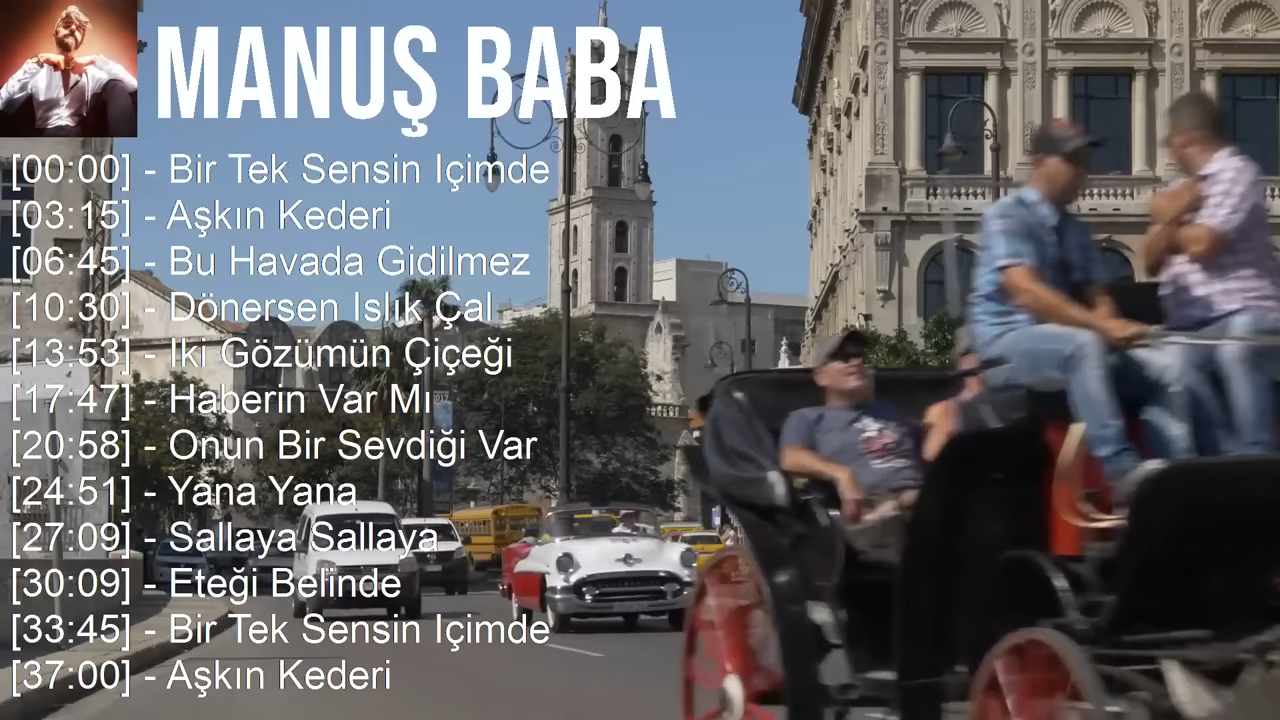 MANUŞ BABA
[00:00] - Bir Tek Sensin Içimde
[03:15] - Aşkın Kederi
[06:45] - Bu Havada Gidilmez
[10:30] - Dönersen Islık Çal
[13:53] - Iki Gözümün Çiçeği
[17:47] - Haberin Var Mı
[20:58] - Onun Bir Sevdiği Var
[24:51] - Yana Yana
[27:09] - Sallaya Sallaya
[30:09] - Eteği Belinde
[33:45] - Bir Tek Sensin Içimde
[37:00] - Aşkın Kederi